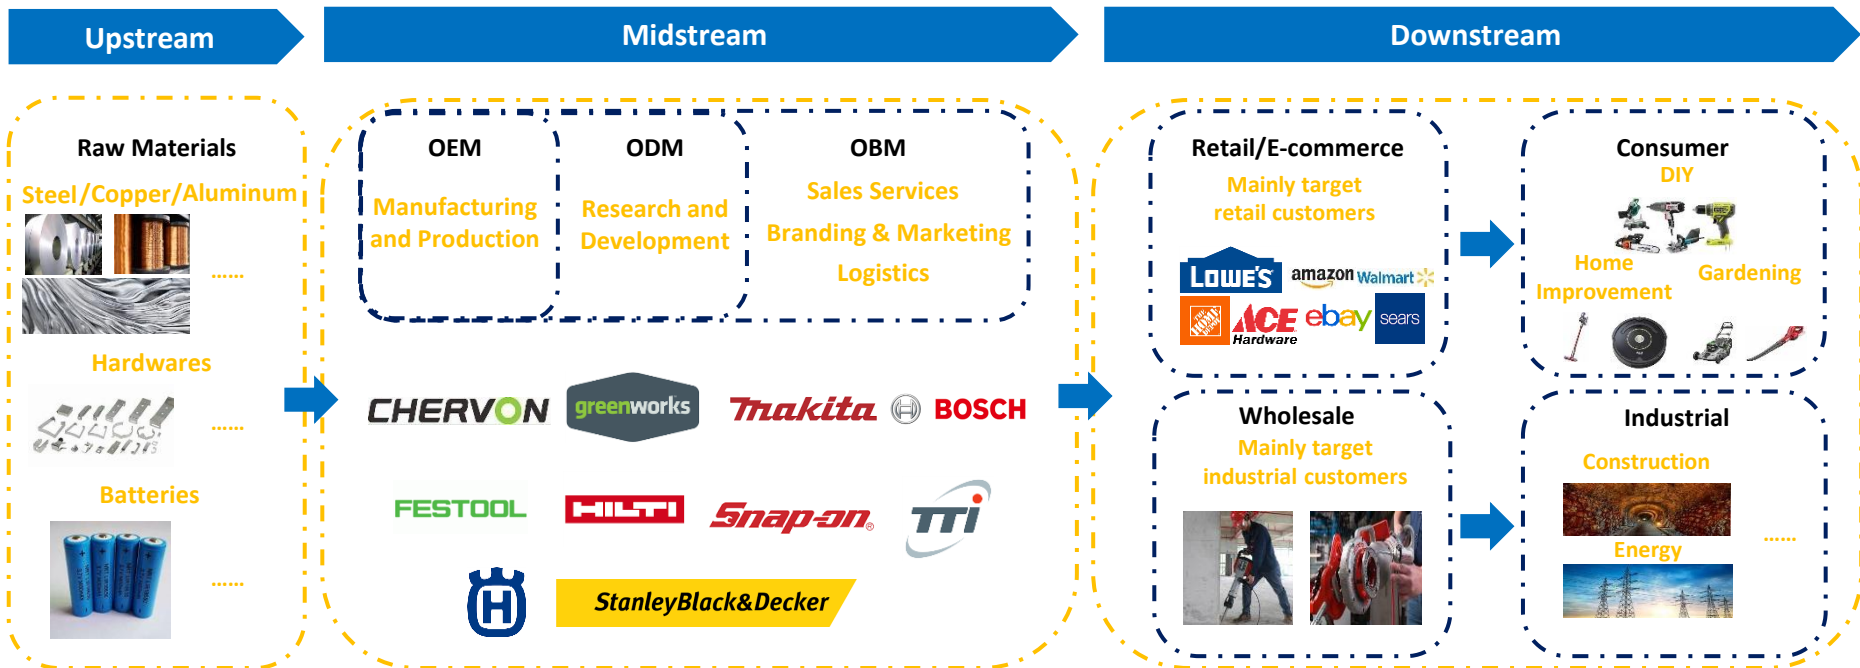 Upstream
Midstream
Downstream
Raw Materials
Steel/Copper/Aluminum
......
Hardwares
......
Batteries
......
OEM
Manufacturing
and Production
ODM
Research and
Development
OBM
Sales Services
Branding & Marketing
Logistics
CHERVON
greenworks
makita
BOSCH
FESTOOL
HILTI
Snap-on®
TTi
H
StanleyBlack&Decker
Retail/E-commerce
Mainly target
retail customers
LOWE'S
amazon
Walmart
THE HOME DEPOT
ACE
Hardware
ebay
sears
Consumer
DIY
Home
Improvement
Gardening
Wholesale
Mainly target
industrial customers
Industrial
Construction
Energy
......